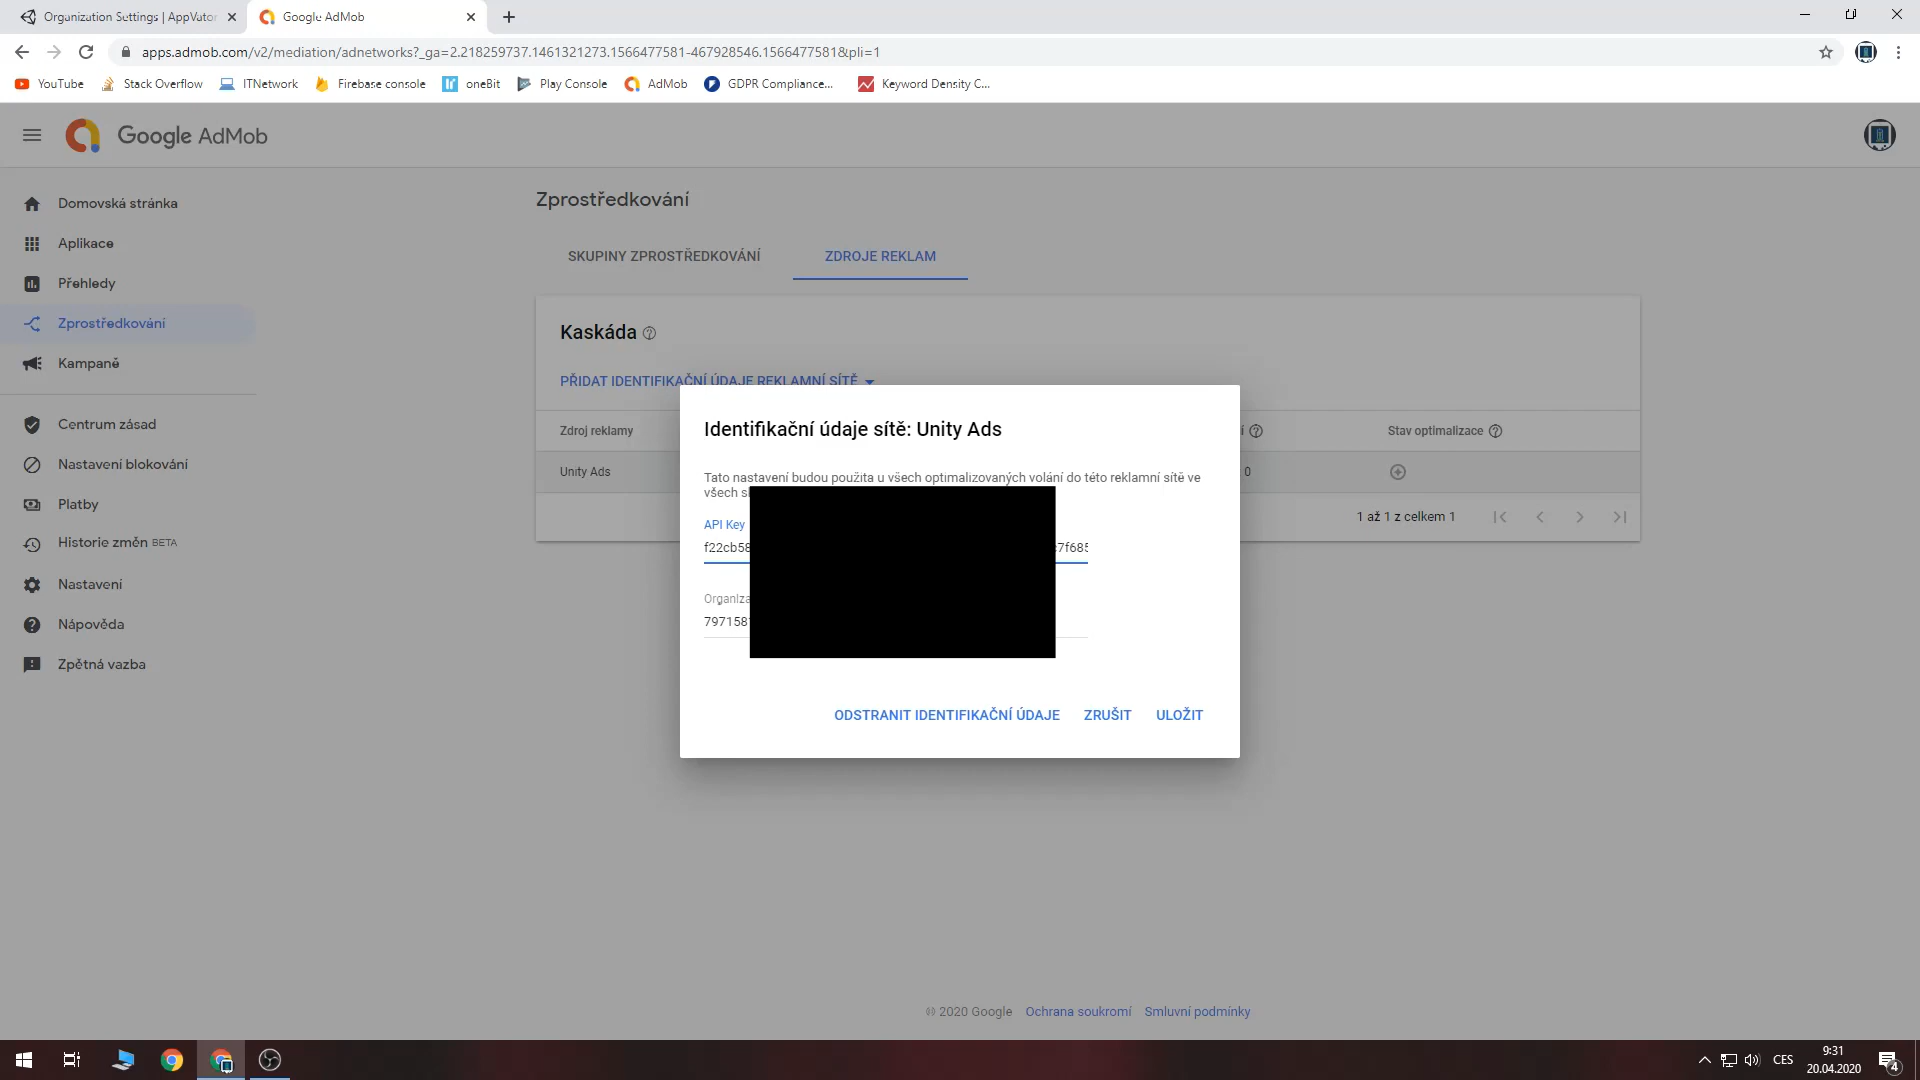 Organization Settings | AppVator
Google AdMob
apps.admob.com/v2/mediation/adnetworks?_ga=2.218259737.1461321273.1566477581-467928546.1566477581&pli=1
YouTube
Stack Overflow
ITNetwork
Firebase console
oneBit
Play Console
AdMob
GDPR Compliance...
Keyword Density C...
Google AdMob
Domovská stránka
Aplikace
Přehledy
Zprostředkování
Kampaně
Centrum zásad
Nastavení blokování
Platby
Historie změn BETA
Nastavení
Nápověda
Zpětná vazba
Zprostředkování
SKUPINY ZPROSTŘEDKOVÁNÍ
ZDROJE REKLAM
Kaskáda
PŘIDAT IDENTIFIKAČNÍ ÚDAJE REKLAMNÍ SÍTĚ
Zdroj reklamy
í
Stav optimalizace
Unity Ads
0
1 až 1 z celkem 1
Identifikační údaje sítě: Unity Ads
Tato nastavení budou použita u všech optimalizovaných volání do této reklamní sítě ve
všech s
API Key
f22cb58
c7f685
Organiza
797158
ODSTRANIT IDENTIFIKAČNÍ ÚDAJE
ZRUŠIT
ULOŽIT
© 2020 Google
Ochrana soukromí
Smluvní podmínky
CES
9:31
20.04.2020
4